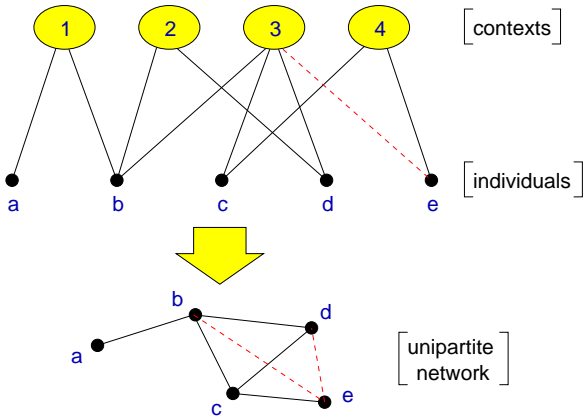 1 2 3 4 contexts
a b c d e individuals
b d
a unipartite
network
c e